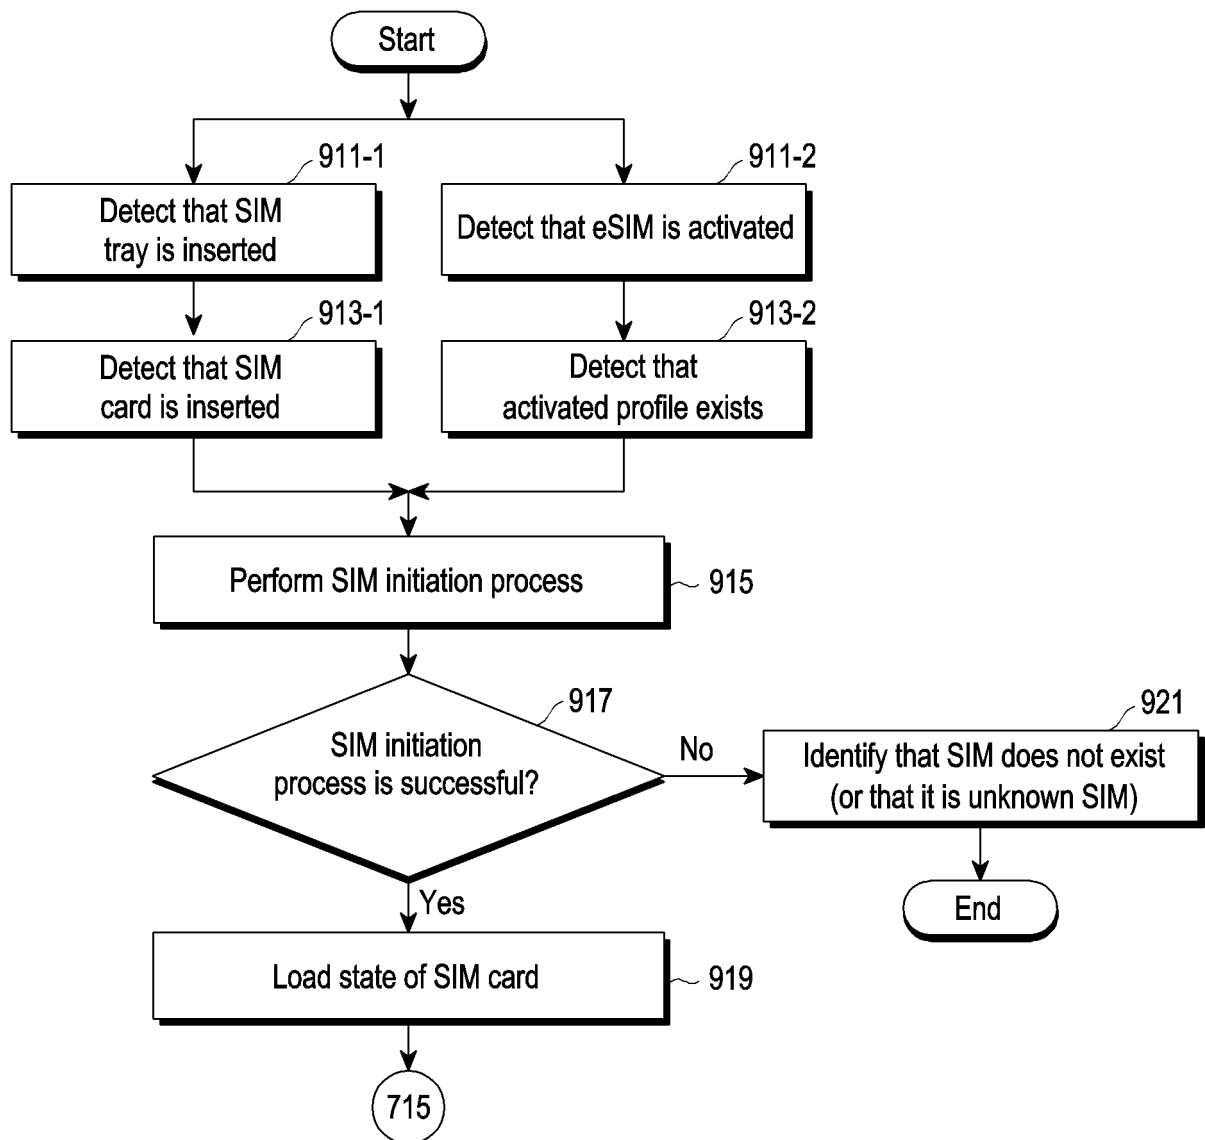 Start
911-1
Detect that SIM
tray is inserted
911-2
Detect that eSIM is activated
913-1
Detect that SIM
card is inserted
913-2
Detect that
activated profile exists
Perform SIM initiation process
915
917
SIM initiation
process is successful?
No
921
Identify that SIM does not exist
(or that it is unknown SIM)
End
Yes
Load state of SIM card
919
715